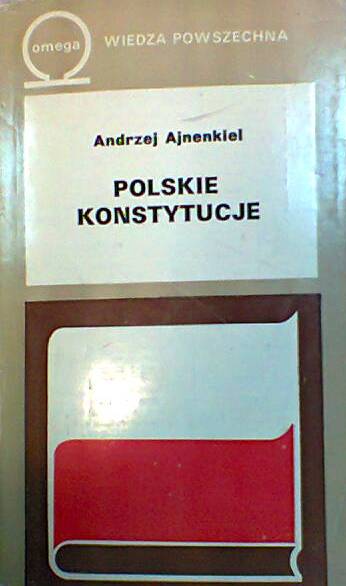 omega
WIEDZA POWSZECHNA
Andrzej Ajnenkiel
POLSKIE
KONSTYTUCJE